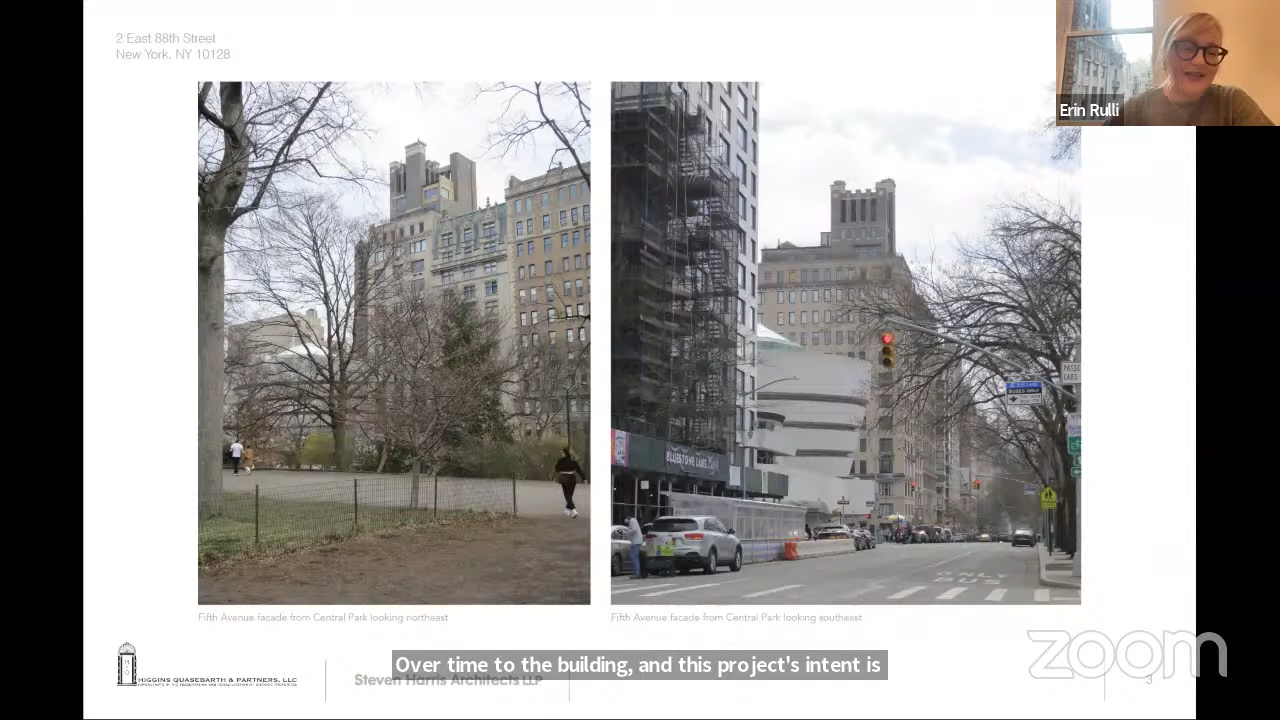 2 East 88th Street
New York, NY 10128
Erin Rulli
BLUESTONE LANE
ONLY
BUS
Fifth Avenue facade from Central Park looking northeast
Fifth Avenue facade from Central Park looking southeast
HIGGINS QUASEBARTH & PARTNERS, LLC
Steven Harris Architects LLP
Over time to the building, and this project's intent is
zoom
3